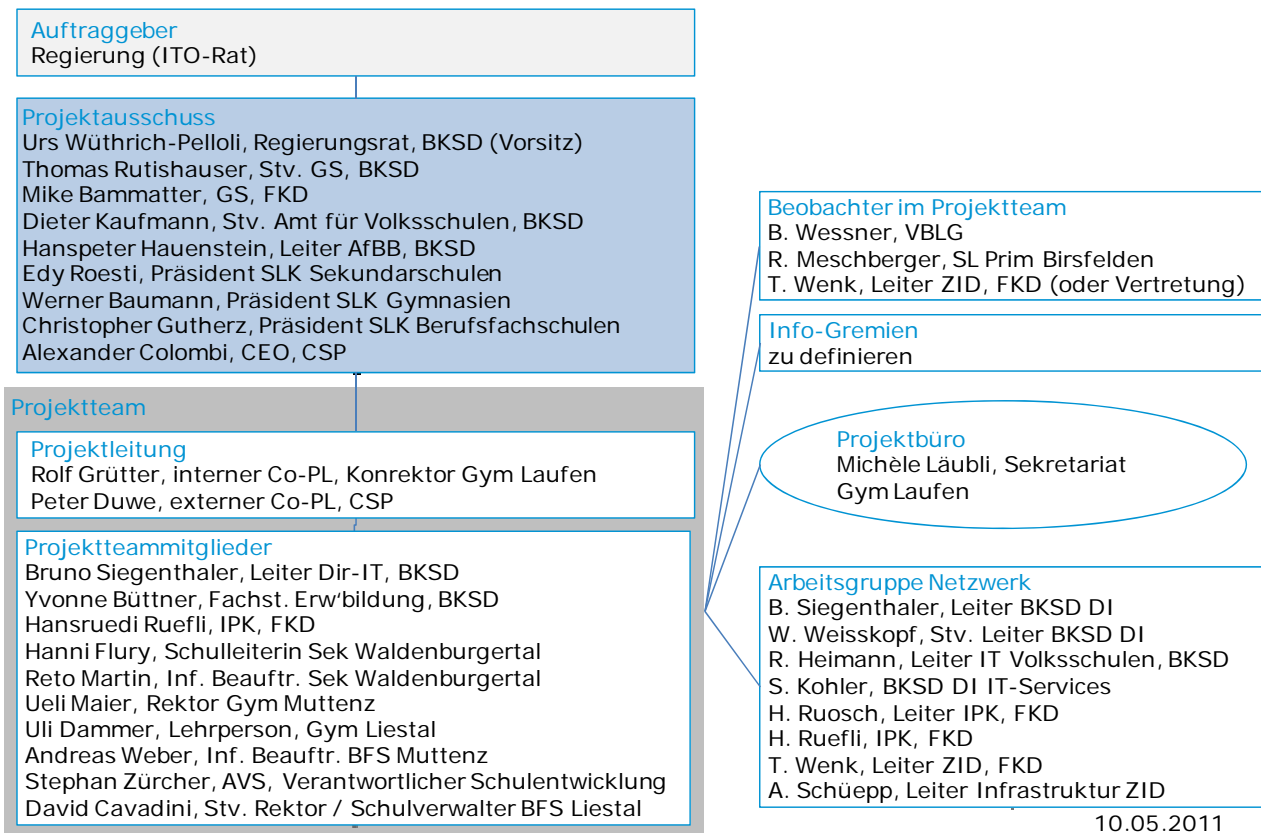 Auftraggeber
Regierung (ITO-Rat)
Projektausschuss
Urs Wüthrich-Pelloli, Regierungsrat, BKSD (Vorsitz)
Thomas Rutishauser, Stv. GS, BKSD
Mike Bammatter, GS, FKD
Dieter Kaufmann, Stv. Amt für Volksschulen, BKSD
Hanspeter Hauenstein, Leiter AfBB, BKSD
Edy Roesti, Präsident SLK Sekundarschulen
Werner Baumann, Präsident SLK Gymnasien
Christopher Gutherz, Präsident SLK Berufsfachschulen
Alexander Colombi, CEO, CSP
Projektteam
Projektleitung
Rolf Grütter, interner Co-PL, Konrektor Gym Laufen
Peter Duwe, externer Co-PL, CSP
Projektteammitglieder
Bruno Siegenthaler, Leiter Dir-IT, BKSD
Yvonne Büttner, Fachst. Erw'bildung, BKSD
Hansruedi Ruefli, IPK, FKD
Hanni Flury, Schulleiterin Sek Waldenburgertal
Reto Martin, Inf. Beauftr. Sek Waldenburgertal
Ueli Maier, Rektor Gym Muttenz
Uli Dammer, Lehrperson, Gym Liestal
Andreas Weber, Inf. Beauftr. BFS Muttenz
Stephan Zürcher, AVS, Verantwortlicher Schulentwicklung
David Cavadini, Stv. Rektor / Schulverwalter BFS Liestal
Beobachter im Projektteam
B. Wessner, VBLG
R. Meschberger, SL Prim Birsfelden
T. Wenk, Leiter ZID, FKD (oder Vertretung)
Info-Gremien
zu definieren
Projektbüro
Michèle Läubli, Sekretariat
Gym Laufen
Arbeitsgruppe Netzwerk
B. Siegenthaler, Leiter BKSD DI
W. Weisskopf, Stv. Leiter BKSD DI
R. Heimann, Leiter IT Volksschulen, BKSD
S. Kohler, BKSD DI IT-Services
H. Ruosch, Leiter IPK, FKD
H. Ruefli, IPK, FKD
T. Wenk, Leiter ZID, FKD
A. Schüepp, Leiter Infrastruktur ZID
10.05.2011